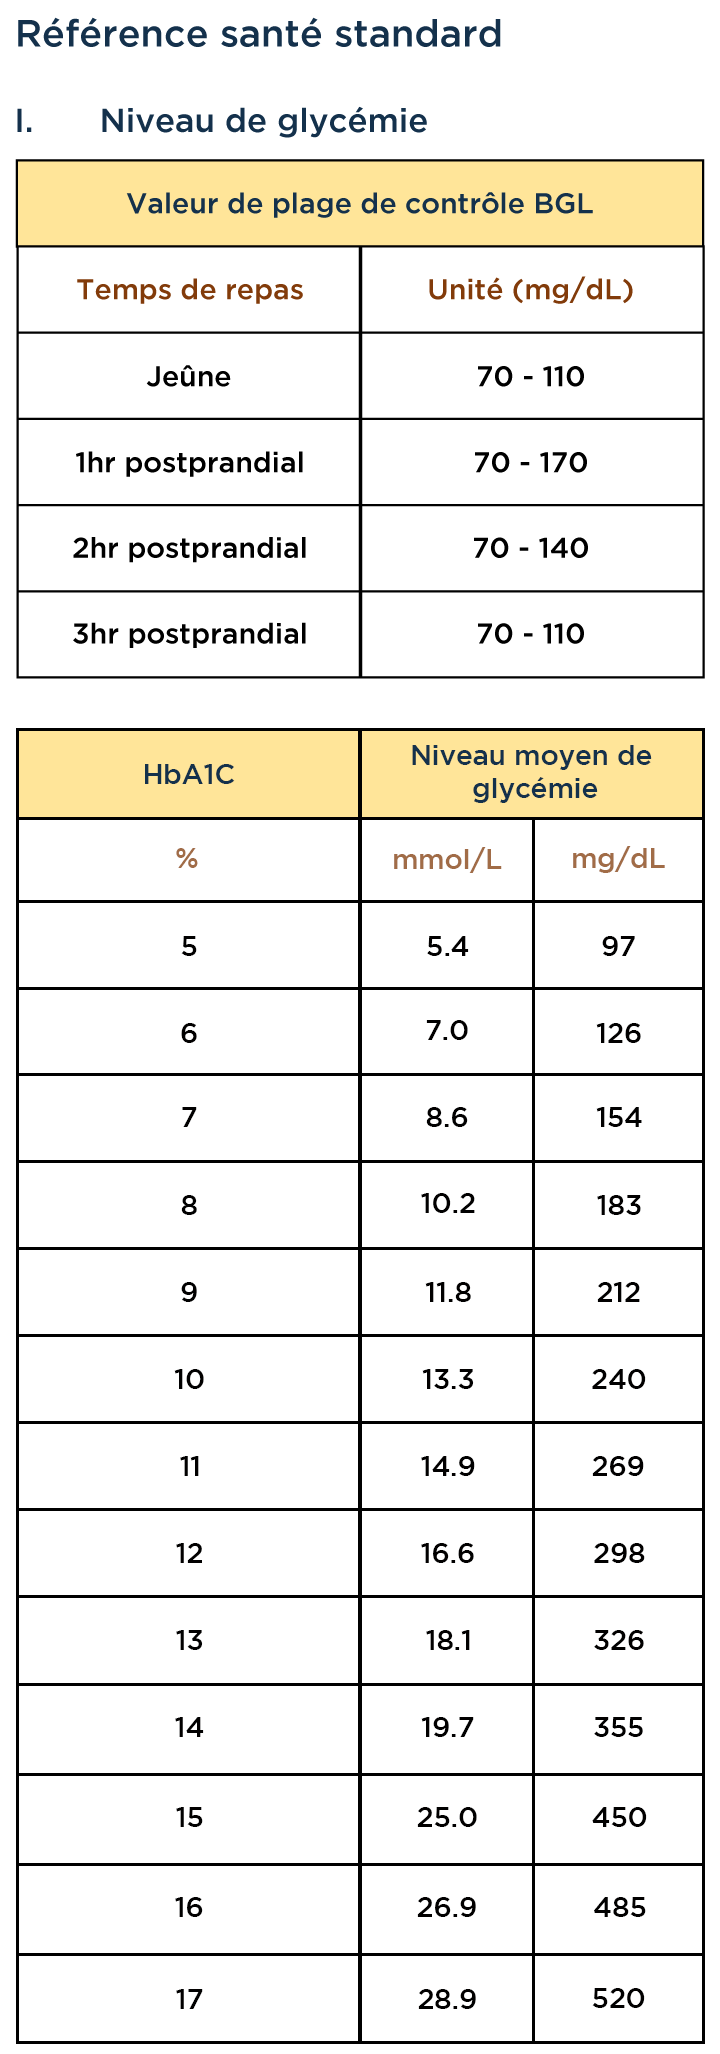 Référence santé standard
I. Niveau de glycémie
Valeur de plage de contrôle BGL
Temps de repas Unité (mg/dL)
Jeûne 70 - 110
1hr postprandial 70 - 170
2hr postprandial 70 - 140
3hr postprandial 70 - 110
HbA1C Niveau moyen de
glycémie
% mmol/L mg/dL
5 5.4 97
6 7.0 126
7 8.6 154
8 10.2 183
9 11.8 212
10 13.3 240
11 14.9 269
12 16.6 298
13 18.1 326
14 19.7 355
15 25.0 450
16 26.9 485
17 28.9 520